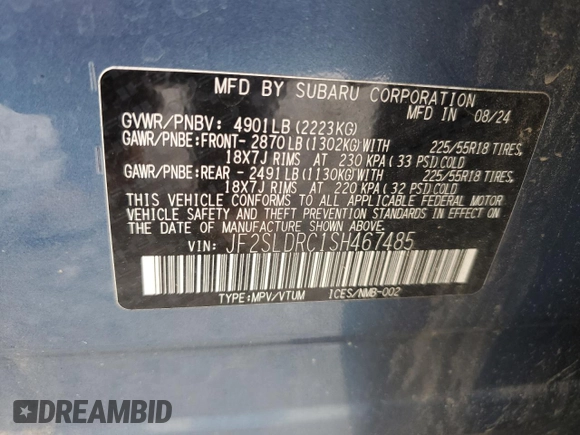 MFD BY SUBARU CORPORATION
MFD IN 08/24
GVWR/PNBV: 4901LB(2223KG)
GAWR/PNBE:FRONT- 2870LB(1302KG)WITH 225/55R18 TIRES,
18X7J RIMS AT 230 KPA(33 PSI)COLD
GAWR/PNBE:REAR - 2491LB(1130KG)WITH 225/55R18 TIRES,
18X7J RIMS AT 220 KPA(32 PSI)COLD
THIS VEHICLE CONFORMS TO ALL APPLICABLE FEDERAL MOTOR
VEHICLE SAFETY AND THEFT PREVENTION STANDARDS IN
EFFECT ON THE DATE OF MANUFACTURE SHOWN ABOVE.
VIN: JF2SLDRC1SH467485
TYPE:MPV/VTUM ICES/NMB-002
DREAMBID